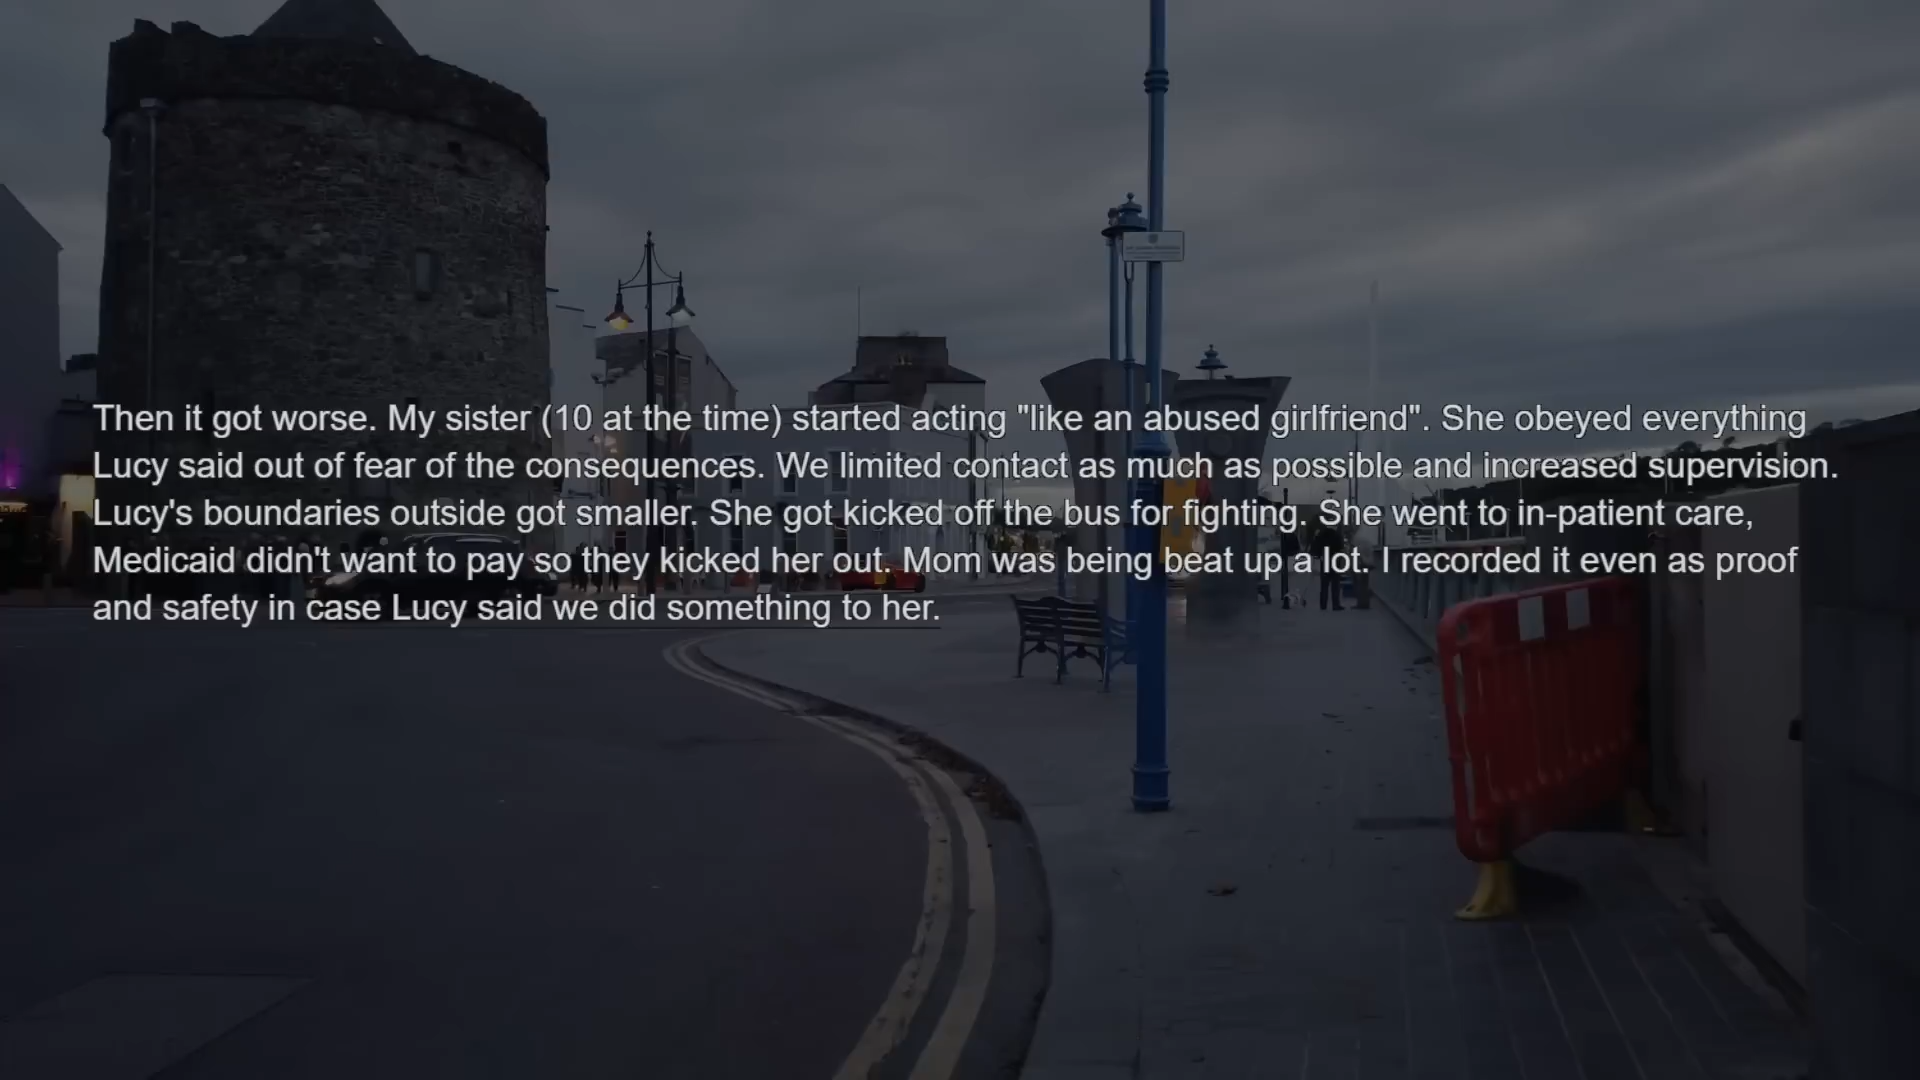 Then it got worse. My sister (10 at the time) started acting "like an abused girlfriend". She obeyed everything
Lucy said out of fear of the consequences. We limited contact as much as possible and increased supervision.
Lucy's boundaries outside got smaller. She got kicked off the bus for fighting. She went to in-patient care,
Medicaid didn't want to pay so they kicked her out. Mom was being beat up a lot. I recorded it even as proof
and safety in case Lucy said we did something to her.